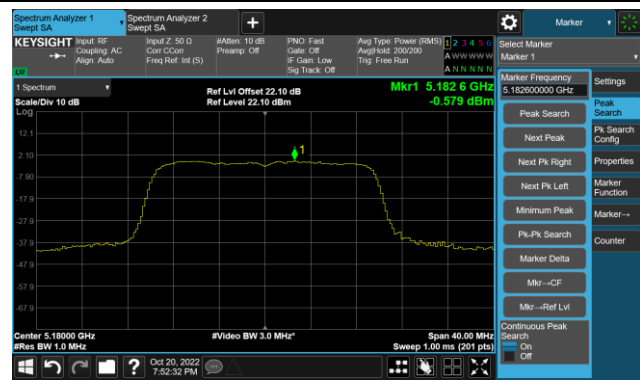 Spectrum Analyzer 1
Swept SA
Spectrum Analyzer 2
Swept SA
+
Marker
KEYSIGHT
Input: RF
Coupling: AC
Align: Auto
Input Z: 50 Ω
Corr CCorr
Freq Ref: Int (S)
#Atten: 10 dB
Preamp: Off
PNO: Fast
Gate: Off
IF Gain: Low
Sig Track: Off
Avg Type: Power (RMS)
Avg|Hold: 200/200
Trig: Free Run
1 2 3 4 5 6
A W W W W W
A N N N N N
LW
Select Marker
Marker 1
1 Spectrum
Scale/Div 10 dB
Log
Ref Lvl Offset 22.10 dB
Ref Level 22.10 dBm
Mkr1 5.182 6 GHz
-0.579 dBm
12.1
2.10
-7.90
-17.9
-27.9
-37.9
-47.9
-57.9
-67.9
1
Center 5.18000 GHz
#Res BW 1.0 MHz
#Video BW 3.0 MHz*
Span 40.00 MHz
Sweep 1.00 ms (201 pts)
Marker Frequency
5.182600000 GHz
Peak Search
Next Peak
Next Pk Right
Next Pk Left
Minimum Peak
Pk-Pk Search
Marker Delta
Mkr→CF
Mkr→Ref Lvl
Continuous Peak
Search
On
Off
Settings
Peak
Search
Pk Search
Config
Properties
Marker
Function
Marker→
Counter
?
Oct 20, 2022
7:52:32 PM